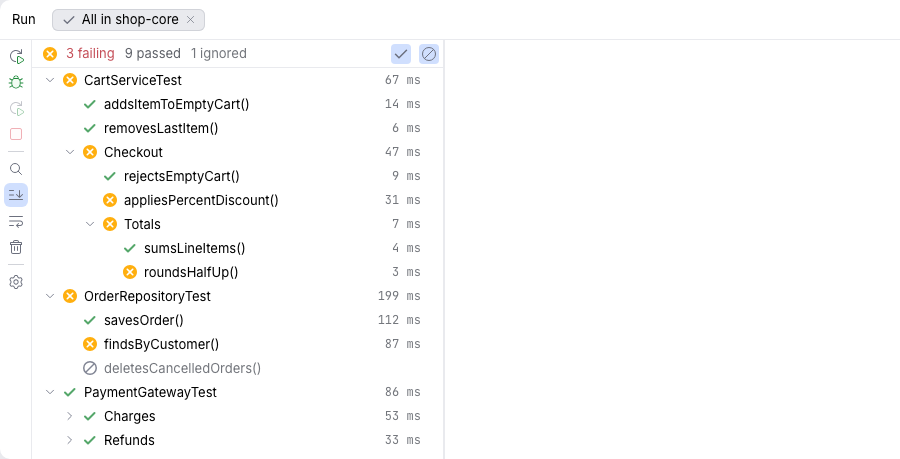 Run All in shop-core
3 failing 9 passed 1 ignored
CartServiceTest 67 ms
addsItemToEmptyCart() 14 ms
removesLastItem() 6 ms
Checkout 47 ms
rejectsEmptyCart() 9 ms
appliesPercentDiscount() 31 ms
Totals 7 ms
sumsLineItems() 4 ms
roundsHalfUp() 3 ms
OrderRepositoryTest 199 ms
savesOrder() 112 ms
findsByCustomer() 87 ms
deletesCancelledOrders()
PaymentGatewayTest 86 ms
Charges 53 ms
Refunds 33 ms